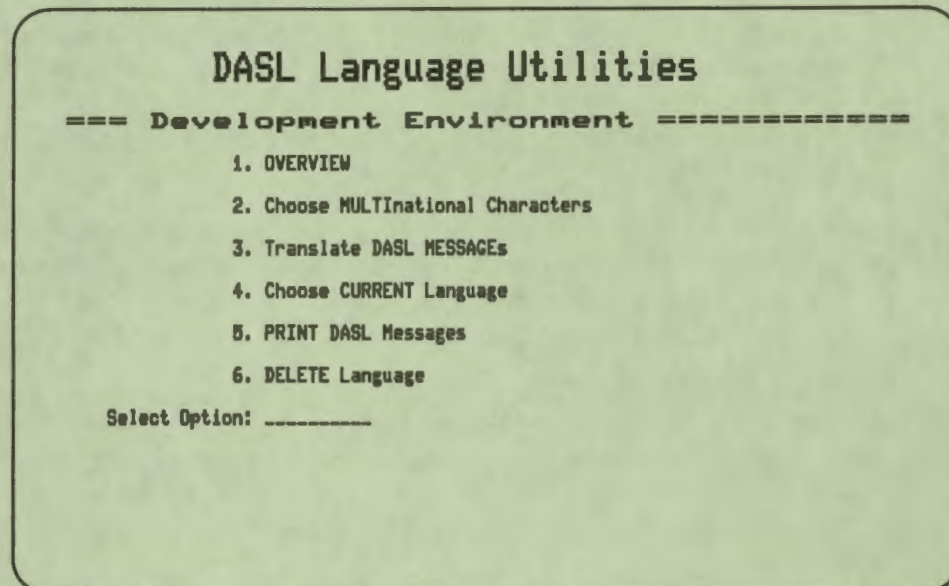 DASL Language Utilities
=== Development Environment ============
1. OVERVIEW
2. Choose MULTInational Characters
3. Translate DASL MESSAGEs
4. Choose CURRENT Language
5. PRINT DASL Messages
6. DELETE Language
Select Option: __________